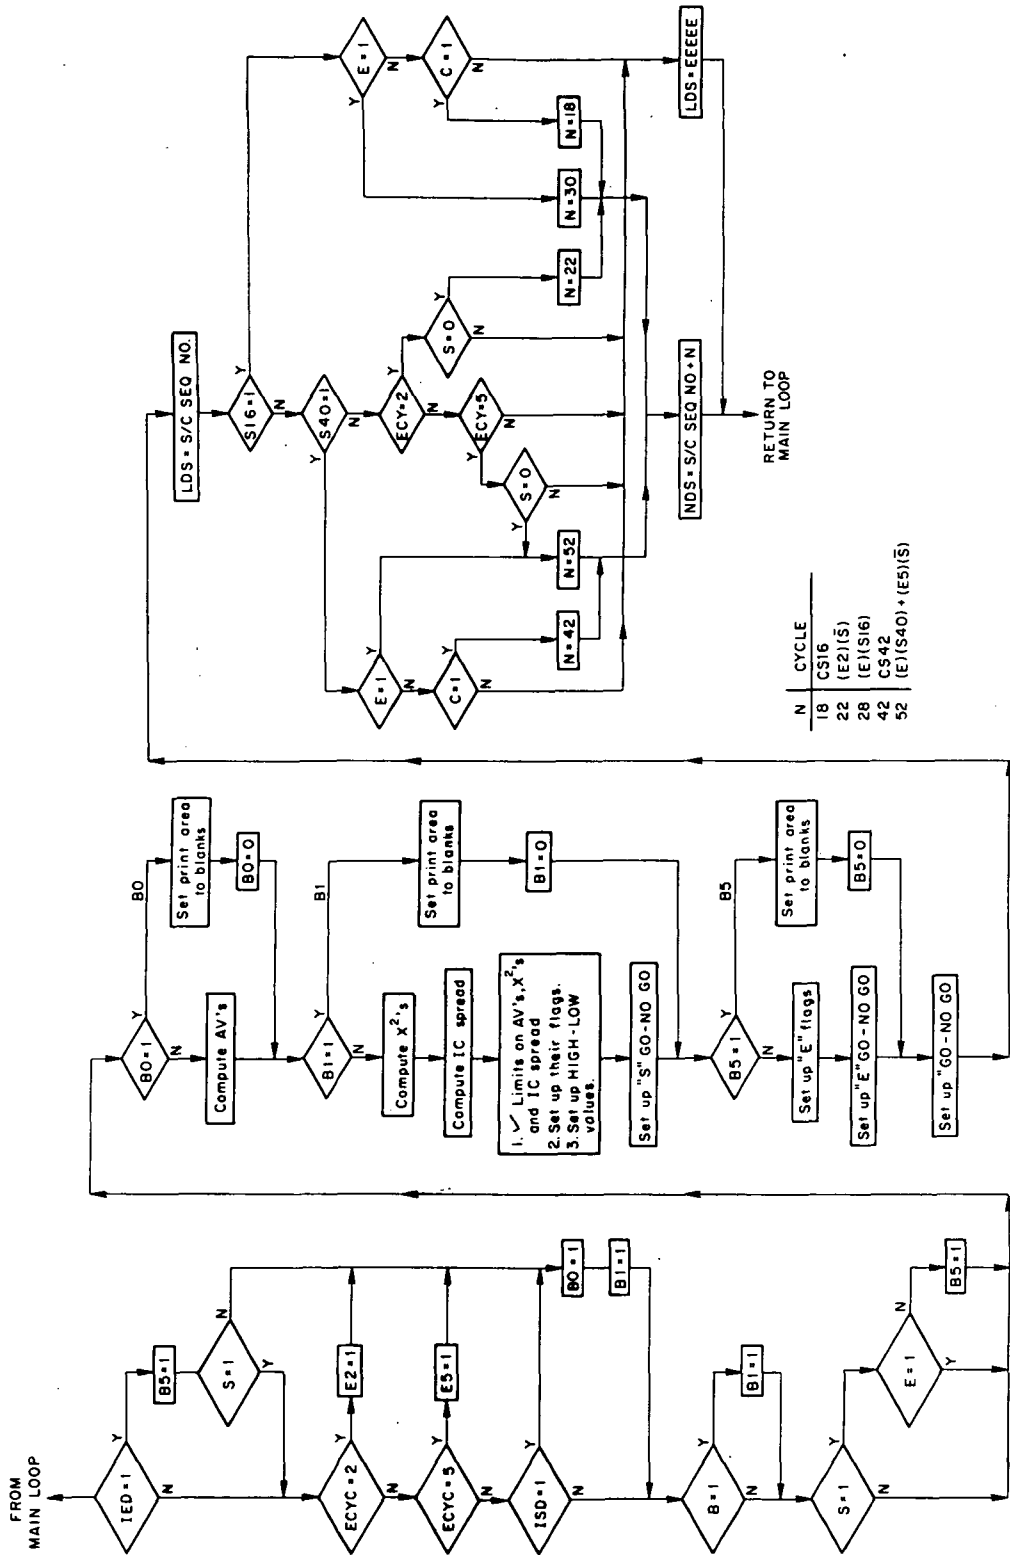 FROM
MAIN LOOP
IED = 1
Y
N
B5 = 1
S = 1
N
Y
ECYC = 2
Y
N
E2 = 1
ECYC = 5
Y
N
E5 = 1
ISD = 1
Y
N
B0 = 1
B1 = 1
B = 1
Y
N
B1 = 1
S = 1
Y
N
E = 1
N
Y
B5 = 1
B0 = 1
Y
N
B0
Set print area
to blanks
B0 = 0
Compute AV's
B1 = 1
Y
N
B1
Set print area
to blanks
B1 = 0
Compute X²'s
Compute IC spread
1. ✓ Limits on AV's, X²'s
and IC spread
2. Set up their flags.
3. Set up HIGH-LOW
values.
Set up "S" GO-NO GO
B5 = 1
Y
N
B5
Set print area
to blanks
B5 = 0
Set up "E" flags
Set up "E" GO-NO GO
Set up "GO-NO GO
LDS = S/C SEQ NO.
S16 = 1
Y
N
S40 = 1
Y
N
ECY = 2
Y
N
ECY = 5
Y
N
S = 0
Y
N
S = 0
Y
N
E = 1
Y
N
C = 1
Y
N
E = 1
Y
N
C = 1
Y
N
N = 42
N = 52
N = 22
N = 30
N = 18
NDS = S/C SEQ NO + N
LDS = EEEEE
RETURN TO
MAIN LOOP
N CYCLE
18 CS16
22 (E2)(S̄)
28 (E)(S16)
42 CS42
52 (E)(S40) + (E5)(S̄)